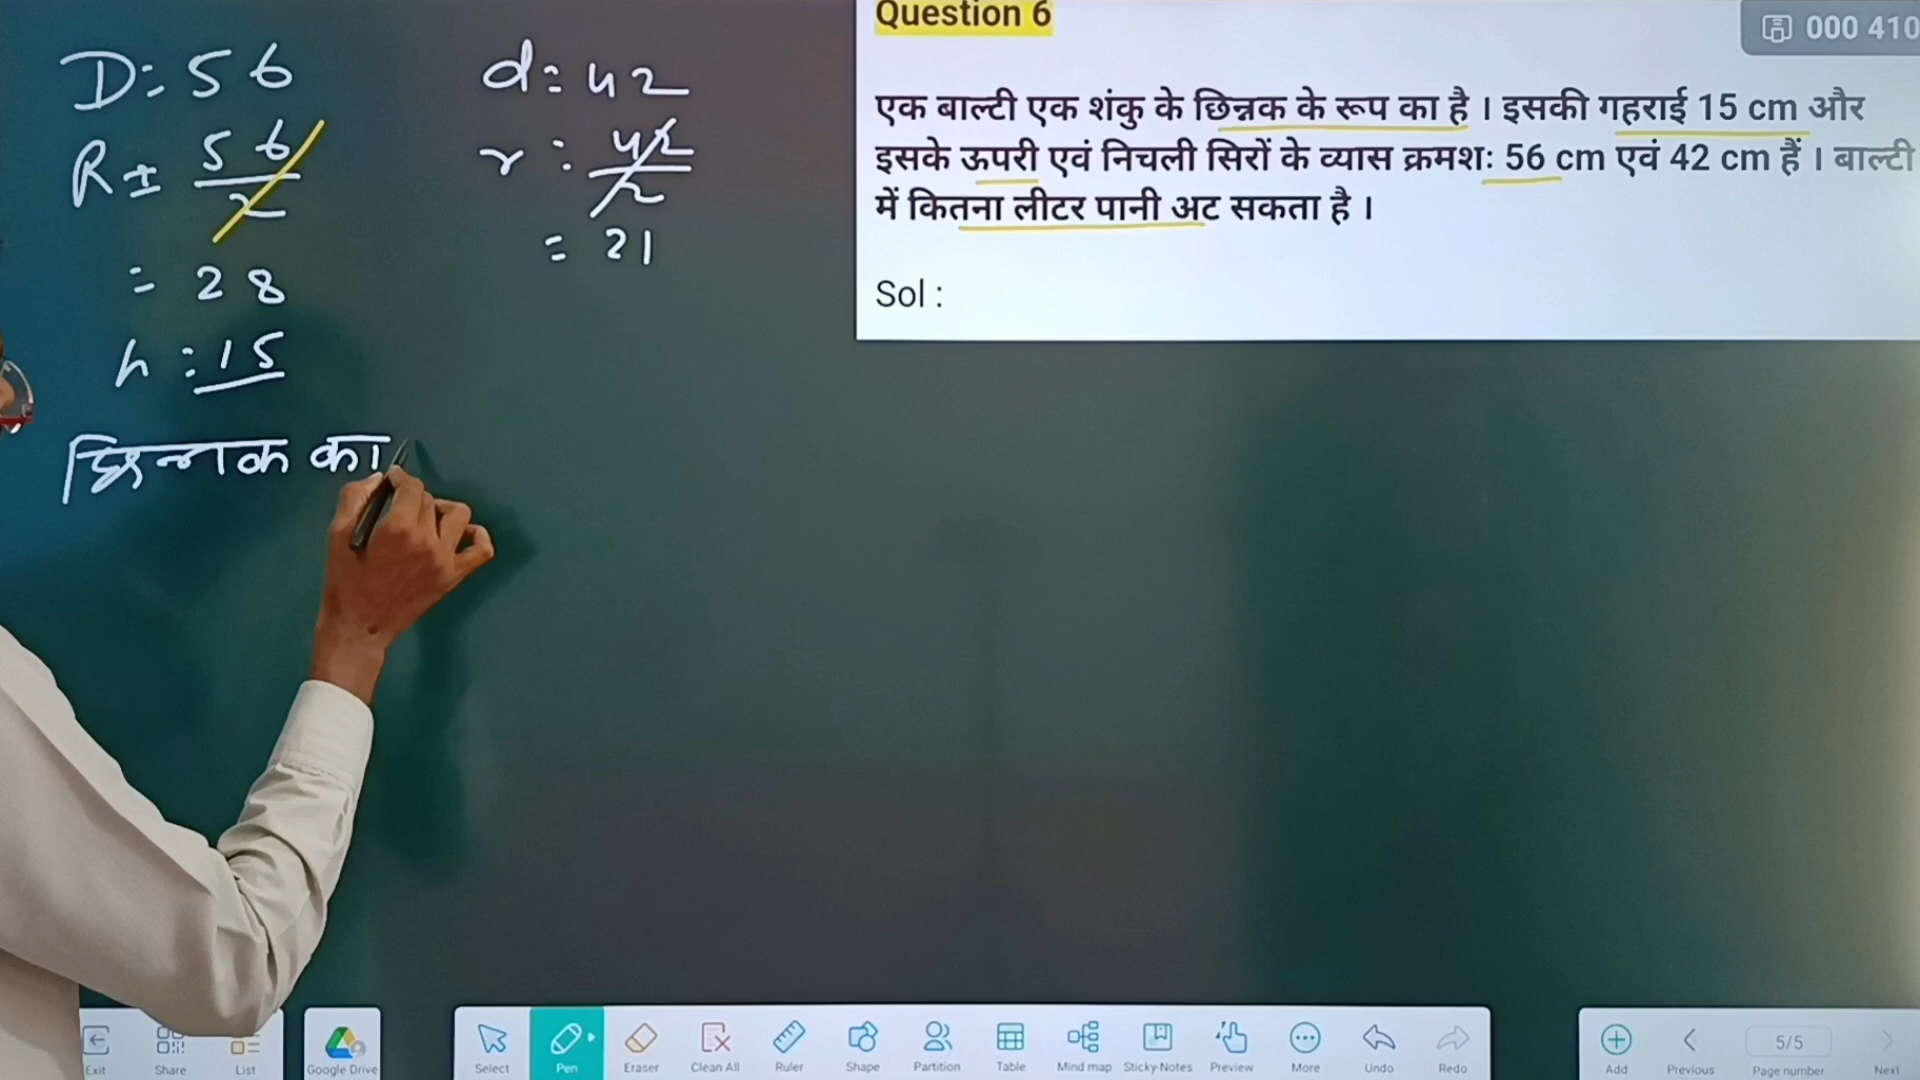 D = 56
R = 56/2
= 28
h = 15
छिन्नक का
d = 42
r = 42/2
= 21
Question 6
एक बाल्टी एक शंकु के छिन्नक के रूप का है । इसकी गहराई 15 cm और
इसके ऊपरी एवं निचली सिरों के व्यास क्रमशः 56 cm एवं 42 cm हैं । बाल्टी
में कितना लीटर पानी अट सकता है ।
Sol :
000 410
Exit Share List Google Drive Select Pen Eraser Clean All Ruler Shape Partition Table Mind map Sticky-Notes Preview More Undo Redo Add Previous 5/5 Page number Next